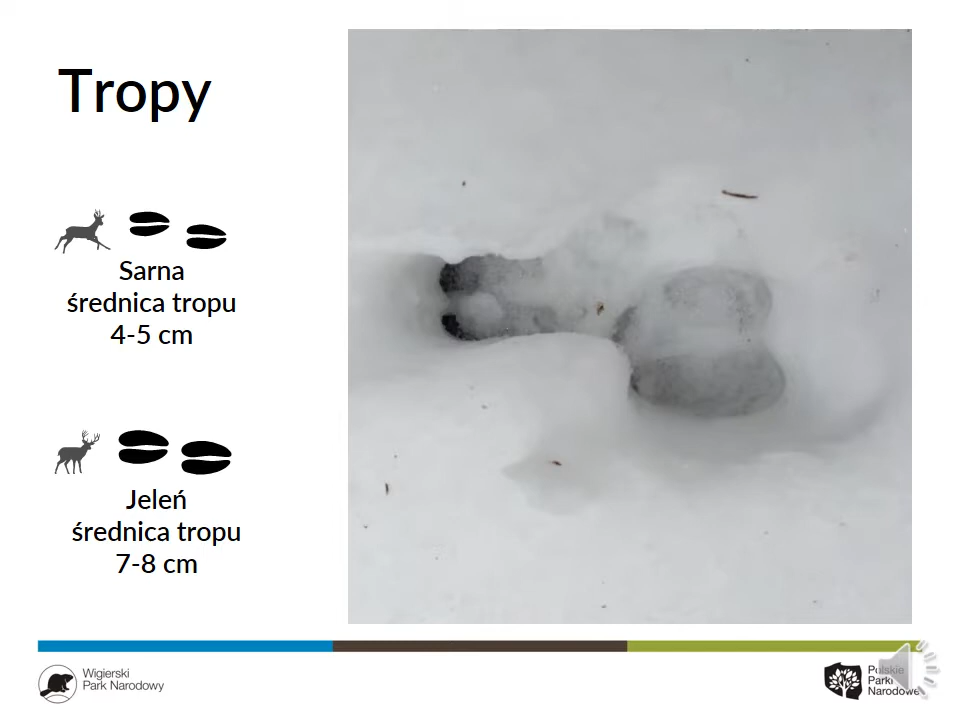 Tropy
Sarna
średnica tropu
4-5 cm
Jeleń
średnica tropu
7-8 cm
Wigierski
Park Narodowy
Polskie
Parki
Narodowe